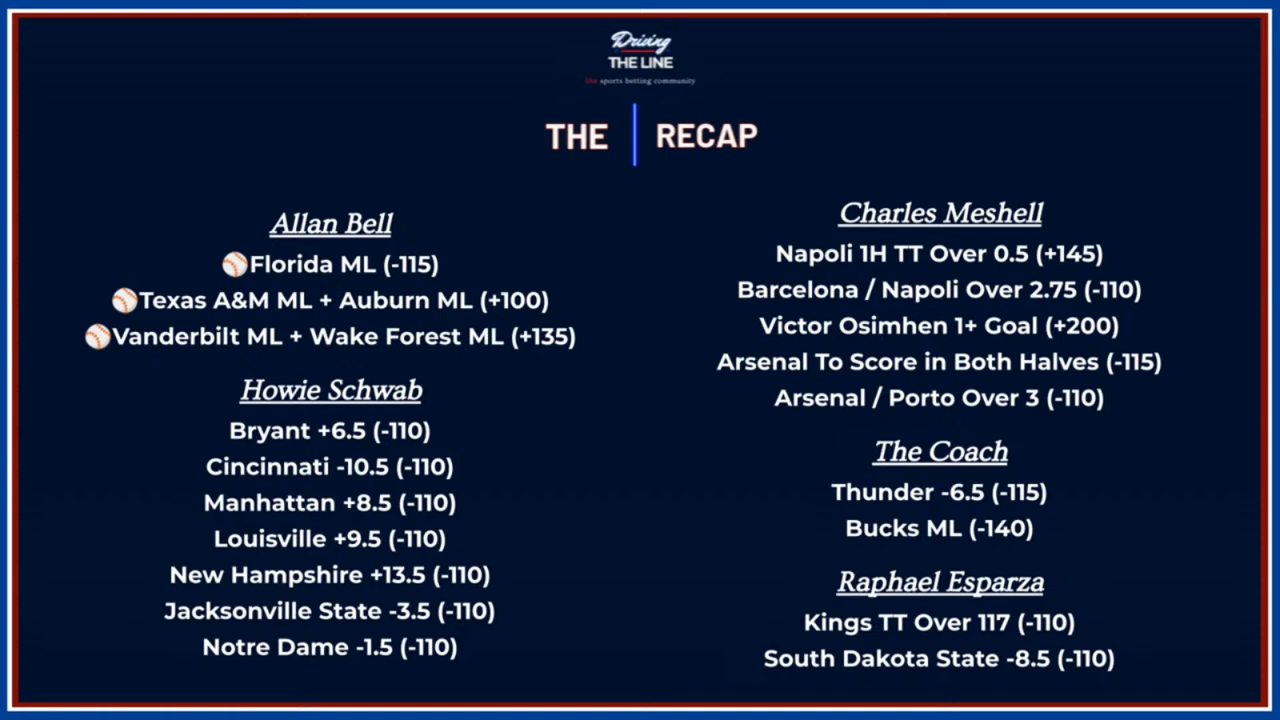 Driving
THE LINE
the sports betting community
THE | RECAP
Allan Bell
⚾Florida ML (-115)
⚾Texas A&M ML + Auburn ML (+100)
⚾Vanderbilt ML + Wake Forest ML (+135)
Howie Schwab
Bryant +6.5 (-110)
Cincinnati -10.5 (-110)
Manhattan +8.5 (-110)
Louisville +9.5 (-110)
New Hampshire +13.5 (-110)
Jacksonville State -3.5 (-110)
Notre Dame -1.5 (-110)
Charles Meshell
Napoli 1H TT Over 0.5 (+145)
Barcelona / Napoli Over 2.75 (-110)
Victor Osimhen 1+ Goal (+200)
Arsenal To Score in Both Halves (-115)
Arsenal / Porto Over 3 (-110)
The Coach
Thunder -6.5 (-115)
Bucks ML (-140)
Raphael Esparza
Kings TT Over 117 (-110)
South Dakota State -8.5 (-110)